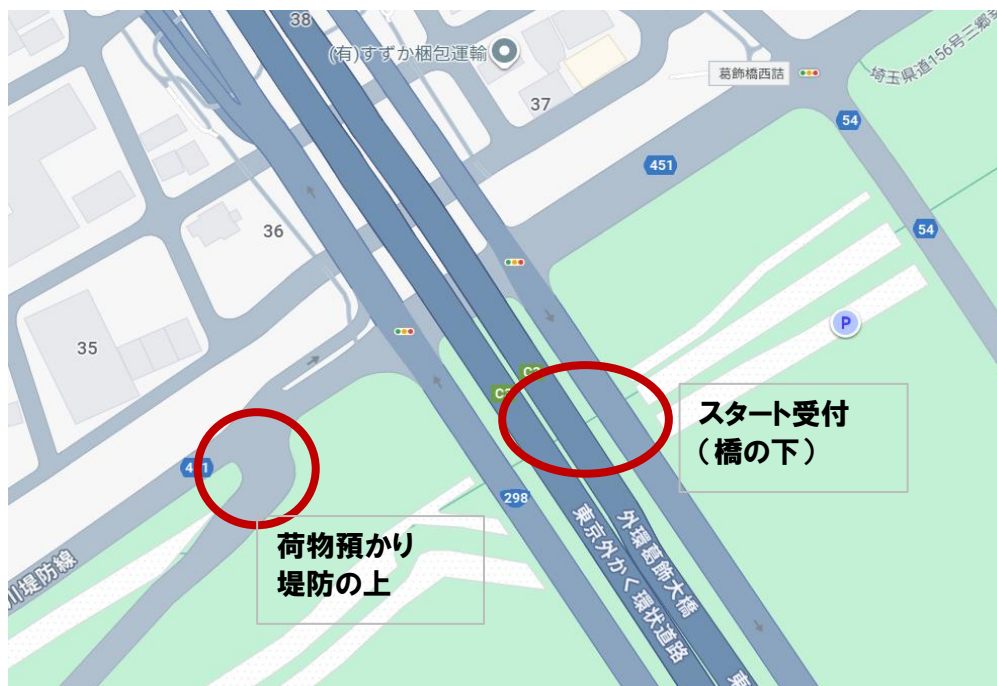 38
(有)すずか梱包運輸
37
葛飾橋西詰
埼玉県道156号三郷
54
451
36
54
35
P
C3
C3
スタート受付
（橋の下）
298
荷物預かり
堤防の上
川堤防線
外環葛飾大橋
東京外かく環状道路
東